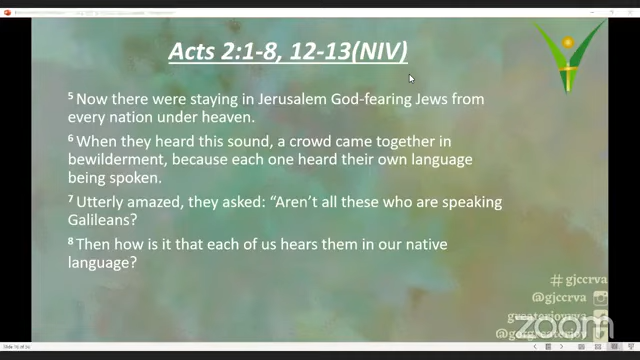 Acts 2:1-8, 12-13(NIV)
5 Now there were staying in Jerusalem God-fearing Jews from
every nation under heaven.
6 When they heard this sound, a crowd came together in
bewilderment, because each one heard their own language
being spoken.
7 Utterly amazed, they asked: “Aren’t all these who are speaking
Galileans?
8 Then how is it that each of us hears them in our native
language?
# gjccrva
@gjccrva
greaterjoyrva
zoom